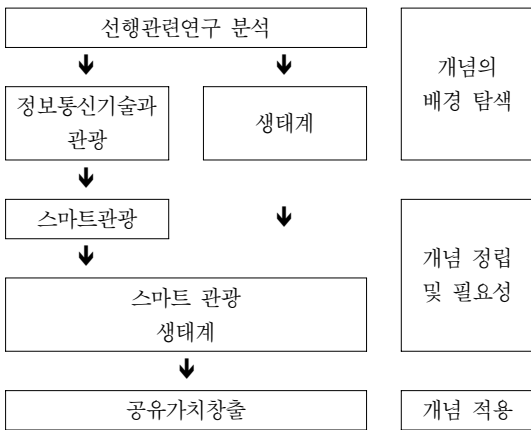 선행관련연구 분석
정보통신기술과
관광
생태계
개념의
배경 탐색
스마트관광
스마트 관광
생태계
개념 정립
및 필요성
공유가치창출
개념 적용